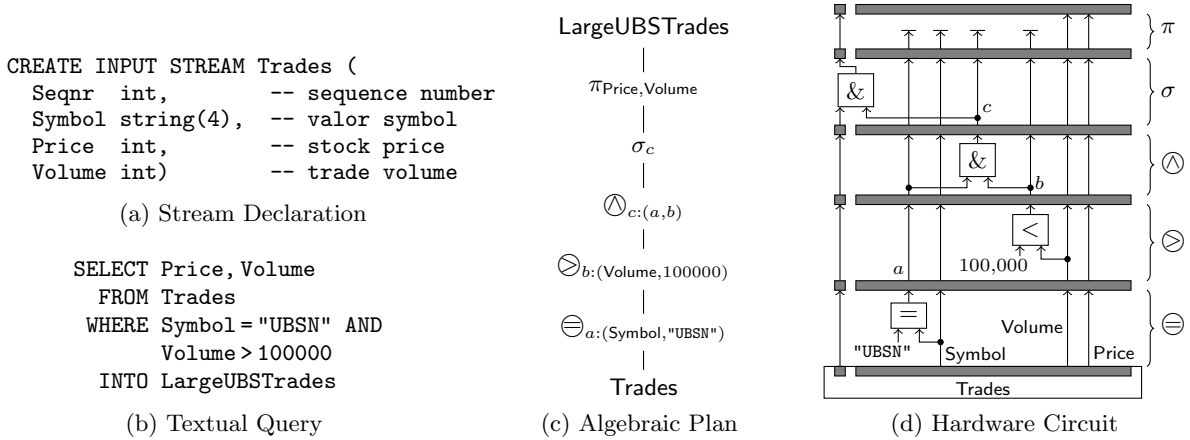 CREATE INPUT STREAM Trades (
Seqnr int, -- sequence number
Symbol string(4), -- valor symbol
Price int, -- stock price
Volume int) -- trade volume
(a) Stream Declaration
SELECT Price, Volume
FROM Trades
WHERE Symbol = "UBSN" AND
Volume > 100000
INTO LargeUBSTrades
(b) Textual Query
LargeUBSTrades
πPrice,Volume
σc
∧c:(a,b)
>b:(Volume,100000)
=a:(Symbol,"UBSN")
Trades
(c) Algebraic Plan
π
&
σ
c
&
∧
b
<
>
a
100,000
=
=
Volume
"UBSN"
Symbol
Price
Trades
(d) Hardware Circuit